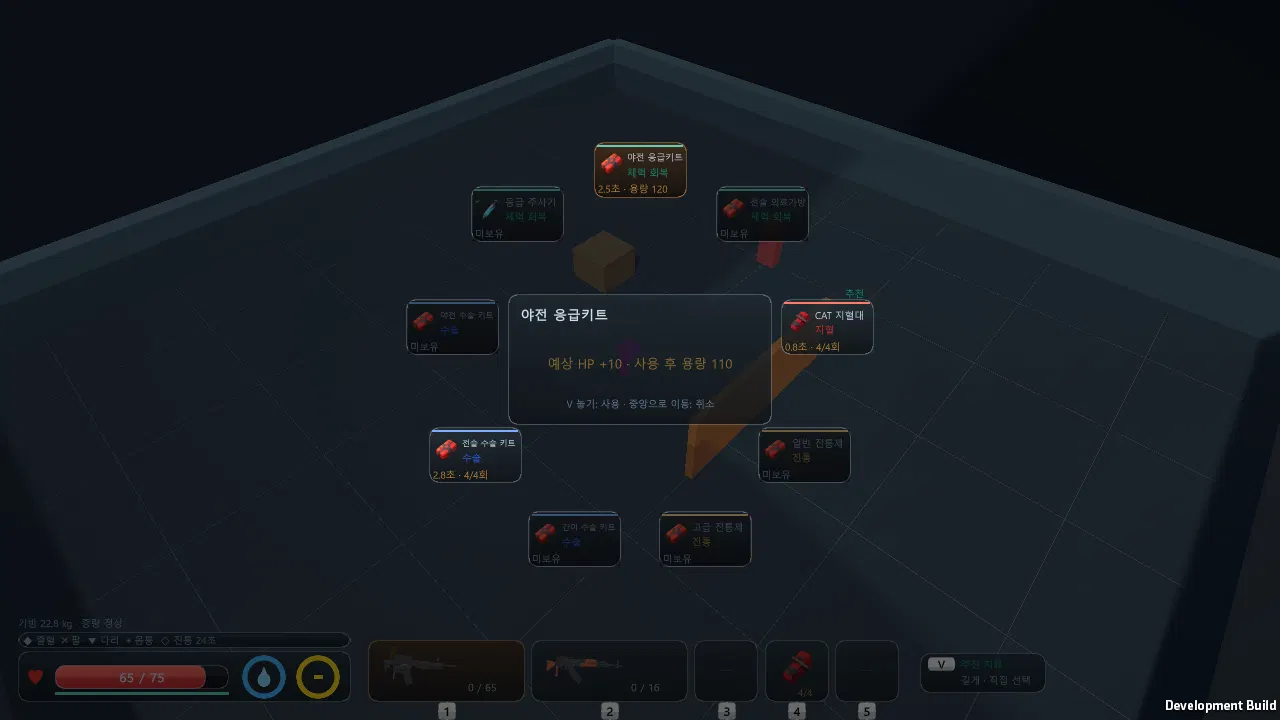 야전 응급키트
체력 회복
2.5초 · 용량 120
응급 주사기
체력 회복
미보유
전술 의료가방
체력 회복
미보유
야전 수술 키트
수술
미보유
야전 응급키트
예상 HP +10 · 사용 후 용량 110
V 놓기: 사용 · 중앙으로 이동: 취소
추천
CAT 지혈대
지혈
0.8초 · 4/4회
전술 수술 키트
수술
2.8초 · 4/4회
일반 진통제
진통
미보유
간이 수술 키트
수술
미보유
고급 진통제
진통
미보유
가방 22.8 kg 중량 정상
◆ 출혈 ✕ 팔 ▼ 다리 + 통증 ◇ 진통 24초
65 / 75
0 / 65
0 / 16
4/4
1
2
3
4
5
V
추천 치료
길게 · 직접 선택
Development Build